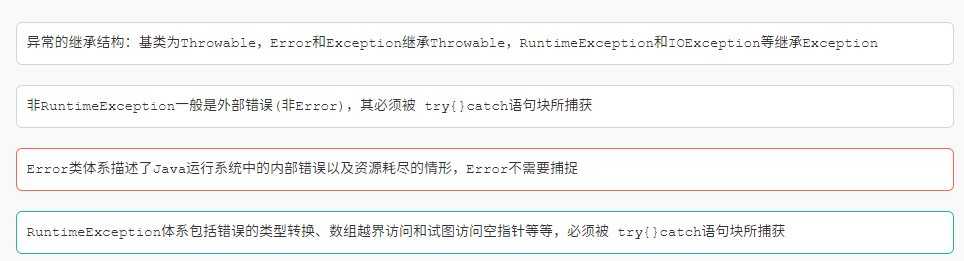 异常的继承结构：基类为Throwable，Error和Exception继承Throwable，RuntimeException和IOException等继承Exception
非RuntimeException一般是外部错误(非Error)，其必须被 try{}catch语句块所捕获
Error类体系描述了Java运行系统中的内部错误以及资源耗尽的情形，Error不需要捕捉
RuntimeException体系包括错误的类型转换、数组越界访问和试图访问空指针等等，必须被 try{}catch语句块所捕获